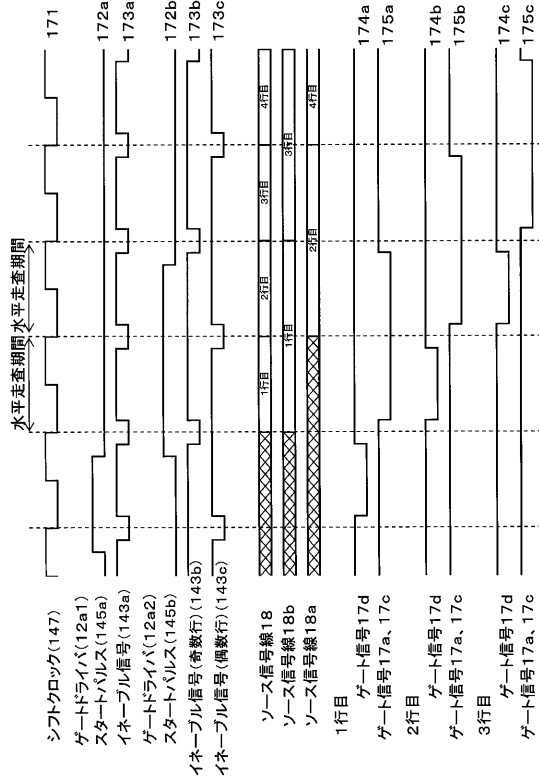 シフトクロック(147)
171
ゲートドライバ(12a1)
スタートパルス(145a)
172a
イネーブル信号(143a)
173a
ゲートドライバ(12a2)
スタートパルス(145b)
172b
イネーブル信号(奇数行)(143b)
173b
イネーブル信号(偶数行)(143c)
173c
水平走査期間
水平走査期間
ソース信号線18
1行目
2行目
3行目
4行目
ソース信号線18b
1行目
3行目
ソース信号線18a
2行目
4行目
1行目
ゲート信号17d
174a
ゲート信号17a、17c
175a
2行目
ゲート信号17d
174b
ゲート信号17a、17c
175b
3行目
ゲート信号17d
174c
ゲート信号17a、17c
175c